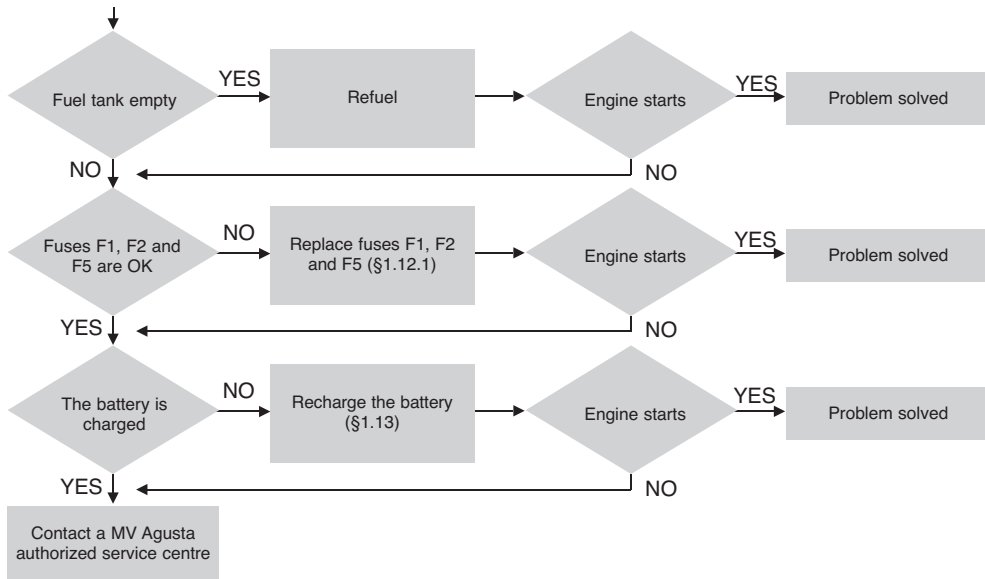 Fuel tank empty
YES
Refuel
Engine starts
YES
Problem solved
NO
NO
Fuses F1, F2 and
F5 are OK
NO
Replace fuses F1, F2
and F5 (§1.12.1)
Engine starts
YES
Problem solved
YES
NO
The battery is
charged
NO
Recharge the battery
(§1.13)
Engine starts
YES
Problem solved
YES
NO
Contact a MV Agusta
authorized service centre